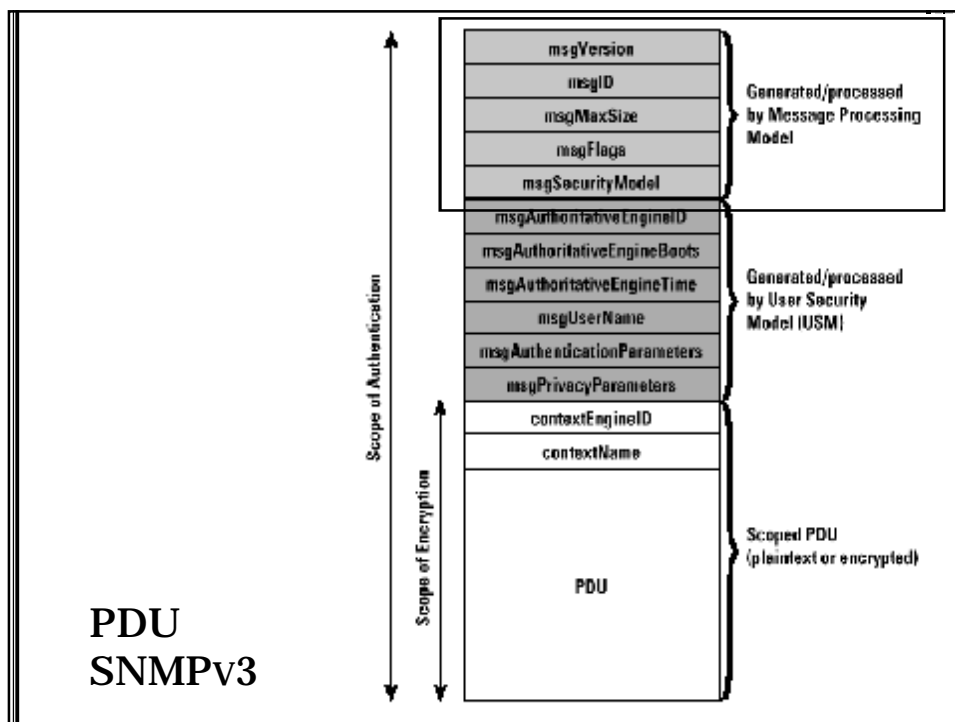 msgVersion
msgID
msgMaxSize
msgFlags
msgSecurityModel
Generated/processed
by Message Processing
Model
msgAuthoritativeEngineID
msgAuthoritativeEngineBoots
msgAuthoritativeEngineTime
msgUserName
msgAuthenticationParameters
msgPrivacyParameters
Generated/processed
by User Security
Model (USM)
contextEngineID
contextName
PDU
Scoped PDU
(plaintext or encrypted)
Scope of Authentication
Scope of Encryption
PDU
SNMPv3